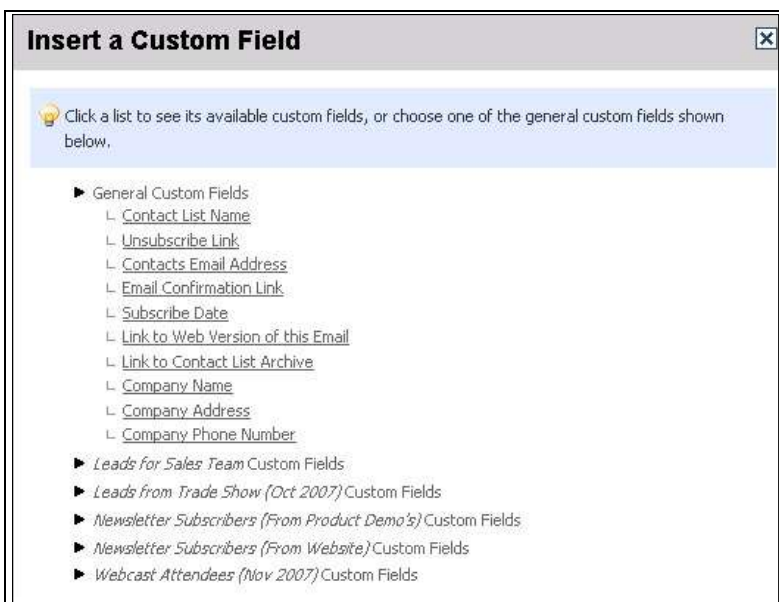 Insert a Custom Field
Click a list to see its available custom fields, or choose one of the general custom fields shown
below.
General Custom Fields
Contact List Name
Unsubscribe Link
Contacts Email Address
Email Confirmation Link
Subscribe Date
Link to Web Version of this Email
Link to Contact List Archive
Company Name
Company Address
Company Phone Number
Leads for Sales Team Custom Fields
Leads from Trade Show (Oct 2007) Custom Fields
Newsletter Subscribers (From Product Demo's) Custom Fields
Newsletter Subscribers (From Website) Custom Fields
Webcast Attendees (Nov 2007) Custom Fields